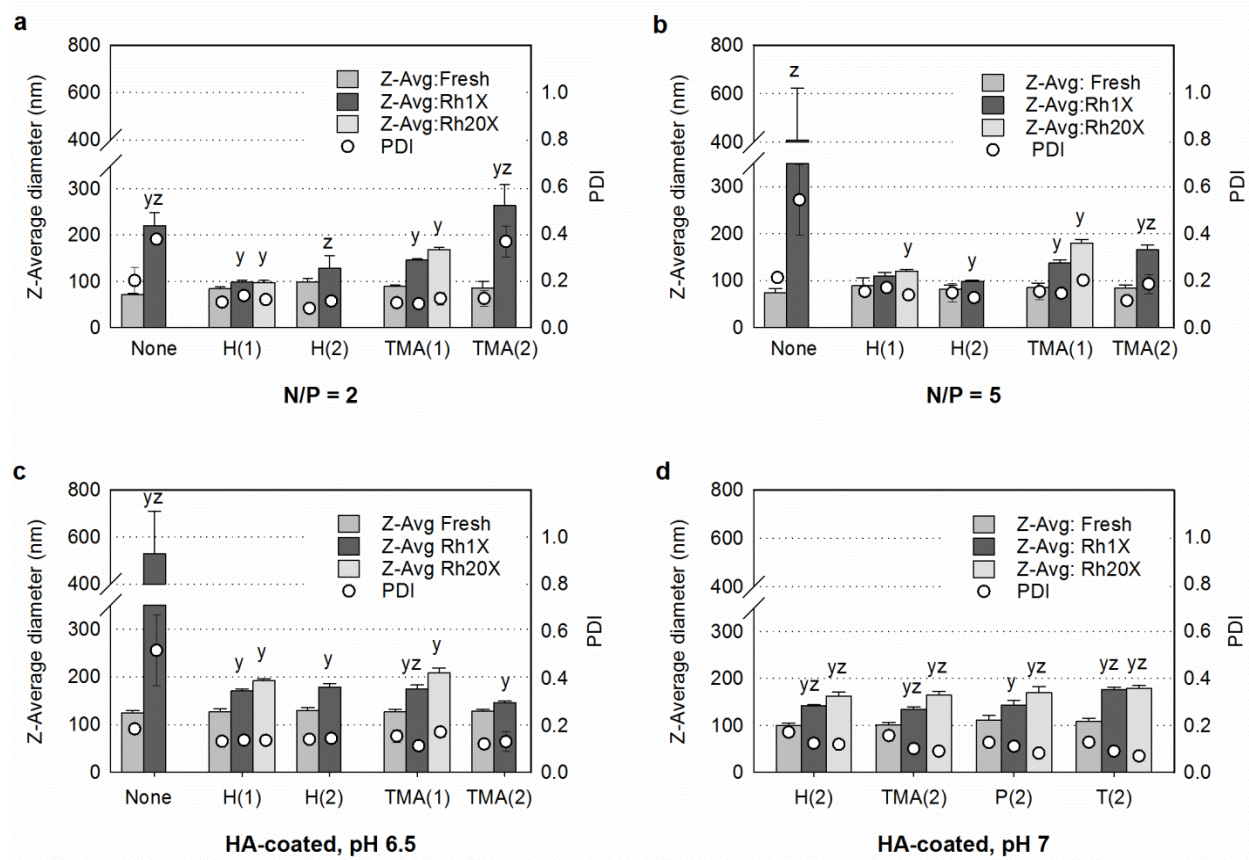 a
Z-Average diameter (nm)
800
600
400
300
200
100
0
Z-Avg:Fresh
Z-Avg:Rh1X
Z-Avg:Rh20X
PDI
yz
y y
z
y y
yz
1.0
0.8
0.6
0.4
0.2
0.0
PDI
None H(1) H(2) TMA(1) TMA(2)
N/P = 2
b
Z-Average diameter (nm)
800
600
400
300
200
100
0
Z-Avg: Fresh
Z-Avg:Rh1X
Z-Avg:Rh20X
PDI
z
y
y
y y
yz
1.0
0.8
0.6
0.4
0.2
0.0
PDI
None H(1) H(2) TMA(1) TMA(2)
N/P = 5
c
Z-Average diameter (nm)
800
600
400
300
200
100
0
Z-Avg Fresh
Z-Avg Rh1X
Z-Avg Rh20X
PDI
yz
y y
y
yz y
y
1.0
0.8
0.6
0.4
0.2
0.0
PDI
None H(1) H(2) TMA(1) TMA(2)
HA-coated, pH 6.5
d
Z-Average diameter (nm)
800
600
400
300
200
100
0
Z-Avg: Fresh
Z-Avg: Rh1X
Z-Avg: Rh20X
PDI
yz yz
yz yz
y yz
yz yz
1.0
0.8
0.6
0.4
0.2
0.0
PDI
H(2) TMA(2) P(2) T(2)
HA-coated, pH 7